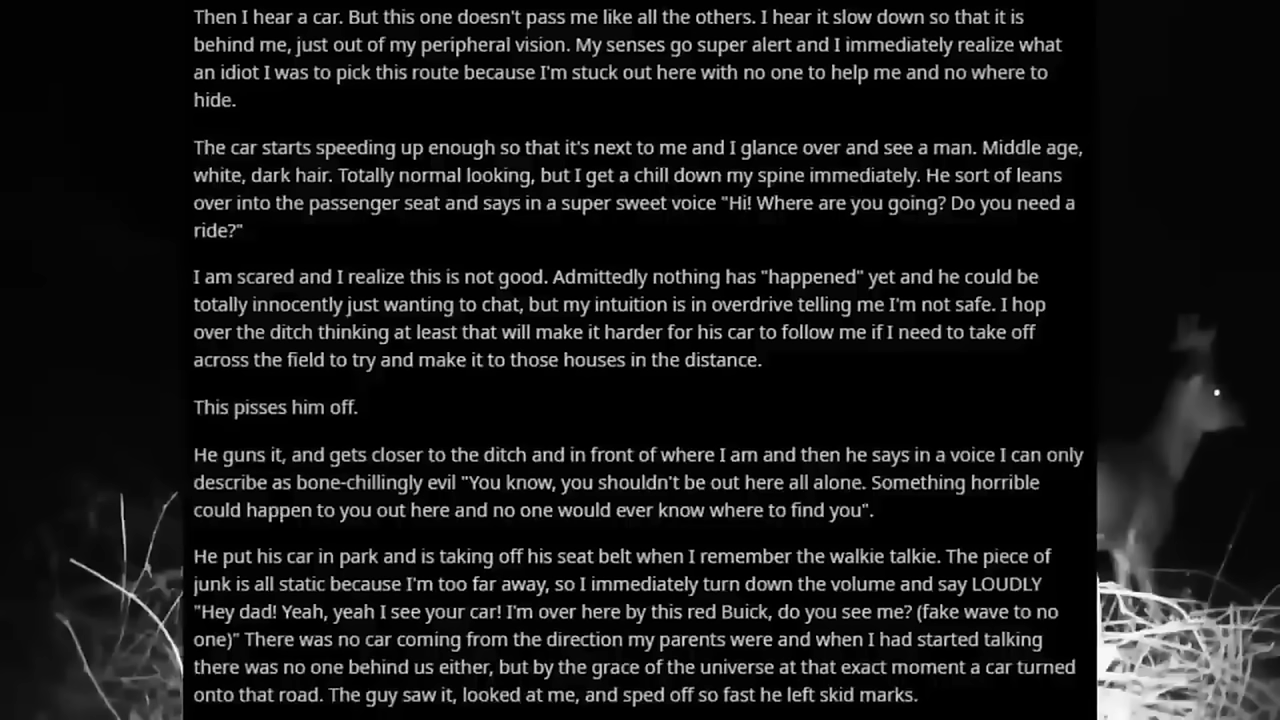 Then I hear a car. But this one doesn't pass me like all the others. I hear it slow down so that it is
behind me, just out of my peripheral vision. My senses go super alert and I immediately realize what
an idiot I was to pick this route because I'm stuck out here with no one to help me and no where to
hide.
The car starts speeding up enough so that it's next to me and I glance over and see a man. Middle age,
white, dark hair. Totally normal looking, but I get a chill down my spine immediately. He sort of leans
over into the passenger seat and says in a super sweet voice "Hi! Where are you going? Do you need a
ride?"
I am scared and I realize this is not good. Admittedly nothing has "happened" yet and he could be
totally innocently just wanting to chat, but my intuition is in overdrive telling me I'm not safe. I hop
over the ditch thinking at least that will make it harder for his car to follow me if I need to take off
across the field to try and make it to those houses in the distance.
This pisses him off.
He guns it, and gets closer to the ditch and in front of where I am and then he says in a voice I can only
describe as bone-chillingly evil "You know, you shouldn't be out here all alone. Something horrible
could happen to you out here and no one would ever know where to find you".
He put his car in park and is taking off his seat belt when I remember the walkie talkie. The piece of
junk is all static because I'm too far away, so I immediately turn down the volume and say LOUDLY
"Hey dad! Yeah, yeah I see your car! I'm over here by this red Buick, do you see me? (fake wave to no
one)" There was no car coming from the direction my parents were and when I had started talking
there was no one behind us either, but by the grace of the universe at that exact moment a car turned
onto that road. The guy saw it, looked at me, and sped off so fast he left skid marks.